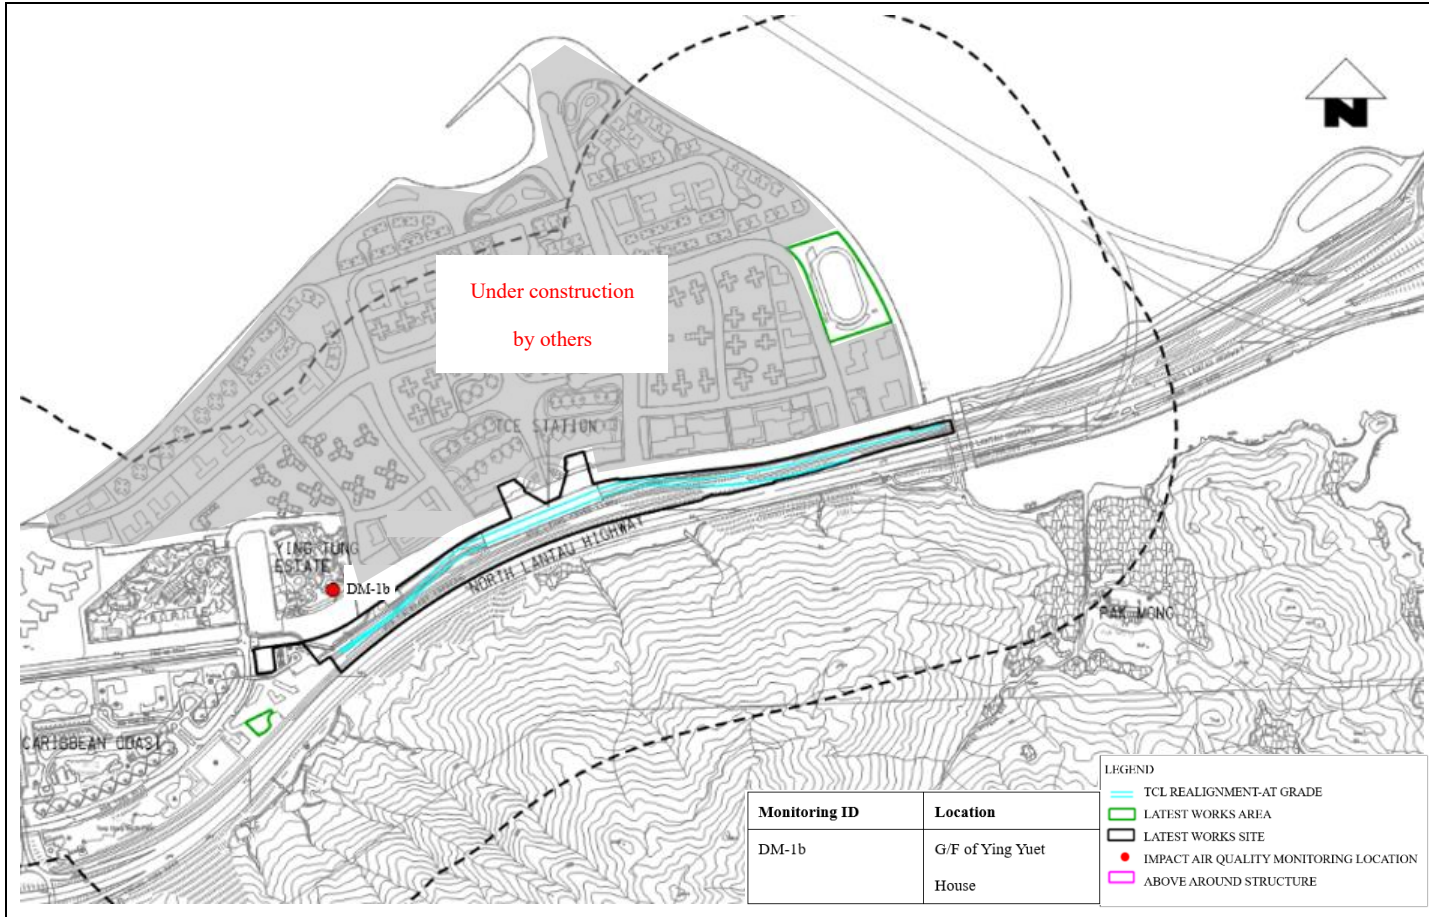 N
Under construction
by others
TCE STATION
YING TUNG
ESTATE
DM-1b
NORTH LANTAU HIGHWAY
PAK MONG
CARIBBEAN COAST
Monitoring ID
Location
DM-1b
G/F of Ying Yuet
House
LEGEND
TCL REALIGNMENT-AT GRADE
LATEST WORKS AREA
LATEST WORKS SITE
IMPACT AIR QUALITY MONITORING LOCATION
ABOVE AROUND STRUCTURE